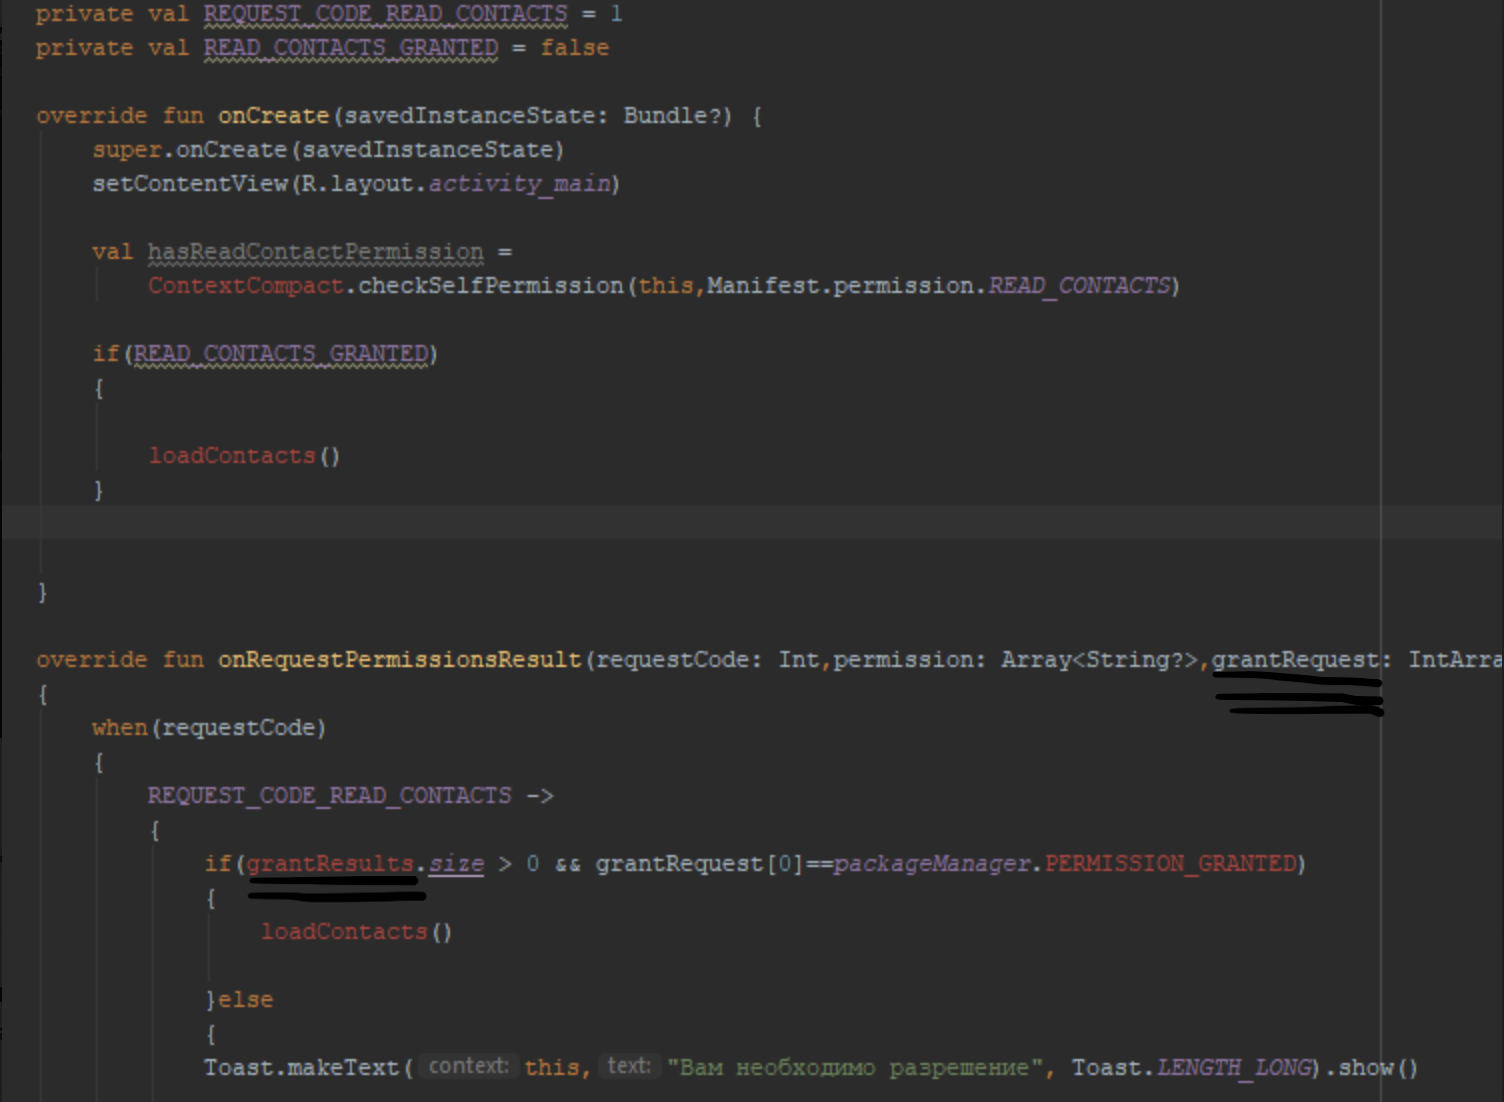 private val REQUEST_CODE_READ_CONTACTS = 1
private val READ_CONTACTS_GRANTED = false
override fun onCreate(savedInstanceState: Bundle?) {
super.onCreate(savedInstanceState)
setContentView(R.layout.activity_main)
val hasReadContactPermission =
ContextCompact.checkSelfPermission(this,Manifest.permission.READ_CONTACTS)
if(READ_CONTACTS_GRANTED)
{
loadContacts()
}
}
override fun onRequestPermissionsResult(requestCode: Int,permission: Array<String?>,grantRequest: IntArra
{
when(requestCode)
{
REQUEST_CODE_READ_CONTACTS ->
{
if(grantResults.size > 0 && grantRequest[0]==packageManager.PERMISSION_GRANTED)
{
loadContacts()
}else
{
Toast.makeText( context: this, text: "Вам необходимо разрешение", Toast.LENGTH_LONG).show()